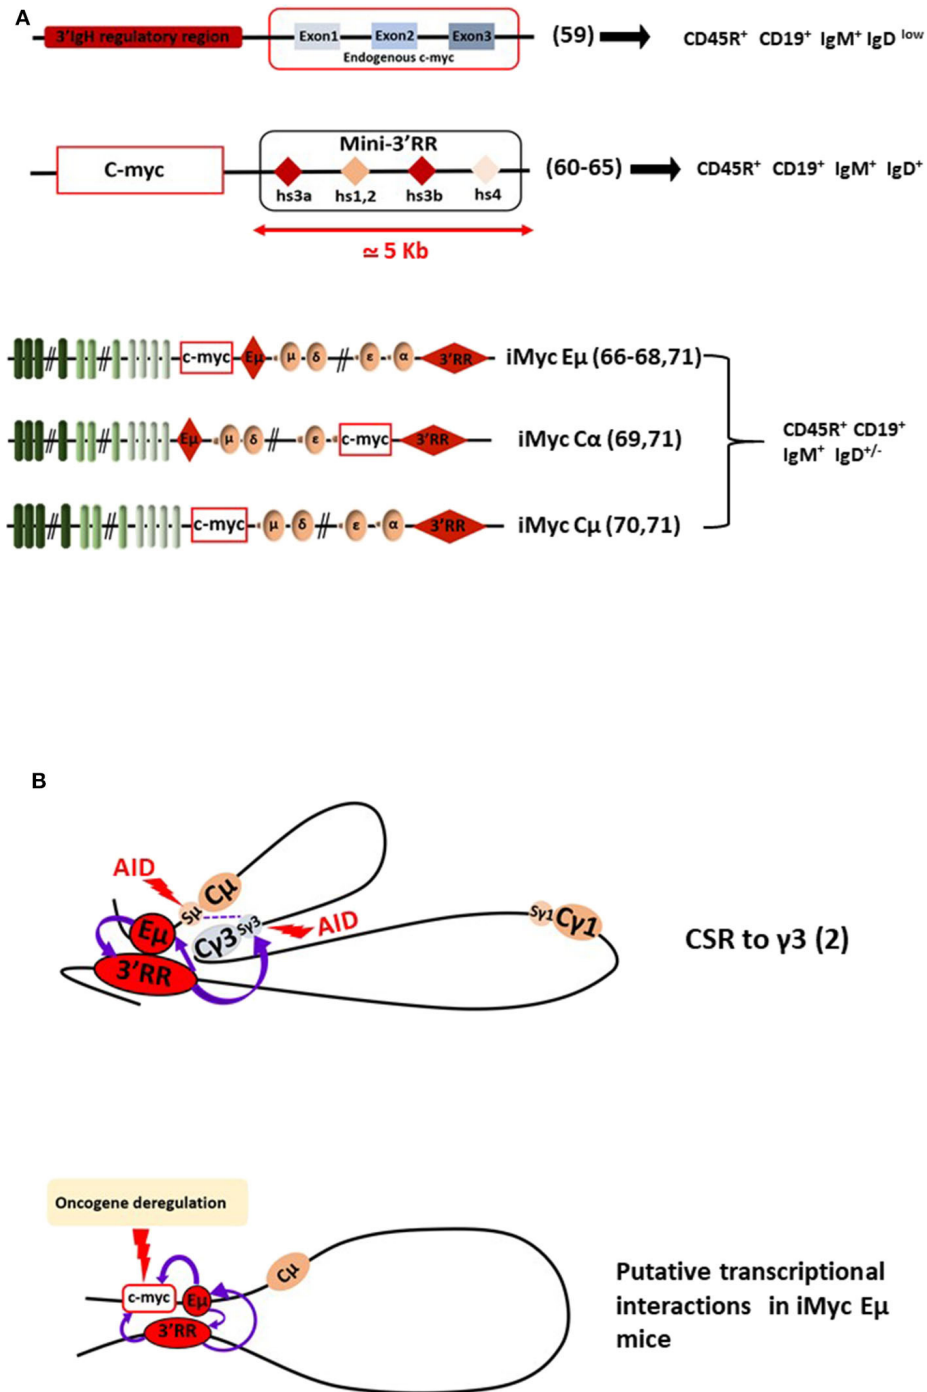 A
3'IgH regulatory region
Exon1 Exon2 Exon3
Endogenous c-myc
(59)
CD45R⁺ CD19⁺ IgM⁺ IgD ˡᵒʷ
C-myc
Mini-3'RR
hs3a hs1,2 hs3b hs4
(60-65)
CD45R⁺ CD19⁺ IgM⁺ IgD⁺
≃ 5 Kb
c-myc Eμ μ δ ε α 3'RR iMyc Eμ (66-68,71)
Eμ μ δ ε c-myc 3'RR iMyc Cα (69,71)
c-myc μ δ ε α 3'RR iMyc Cμ (70,71)
CD45R⁺ CD19⁺
IgM⁺ IgD⁺/⁻
B
AID
Sμ Cμ
Eμ
Cγ3 Sγ3
AID
3'RR
Sγ1 Cγ1
CSR to γ3 (2)
Oncogene deregulation
c-myc Eμ Cμ
3'RR
Putative transcriptional
interactions in iMyc Eμ
mice